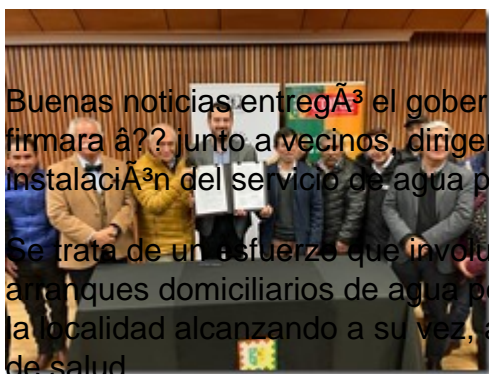 Buenas noticias entregÃ³ el gober
firmara â?? junto a vecinos, dirigen
instalaciÃ³n del servicio de agua p
Se trata de un esfuerzo que involu
arranques domiciliarios de agua po
la localidad alcanzando a su vez, a
de salud